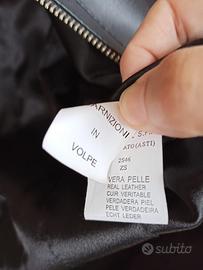 GUARNIZIONI
IN
VOLPE
S.P.
ATO(ASTI)
2546
ZS
VERA PELLE
REAL LEATHER
CUIR VERITABLE
VERDADERA PIEL
PELE VERDADEIRA
ECHT LEDER
subito